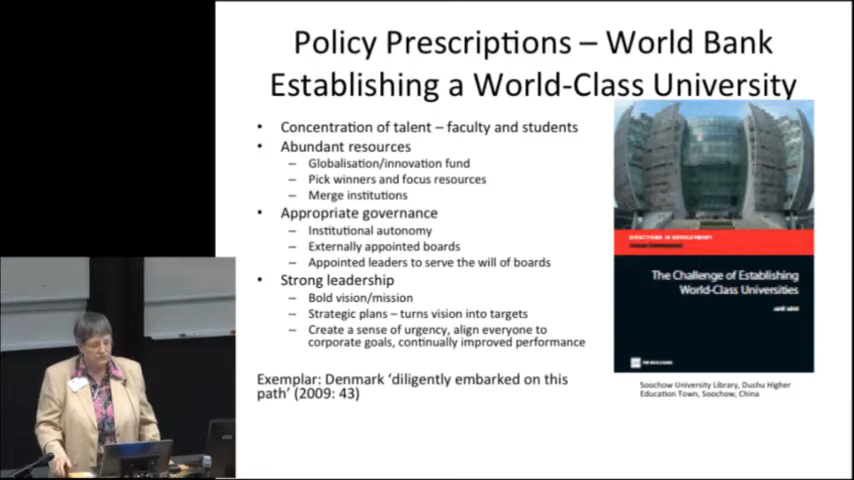 Policy Prescriptions – World Bank
Establishing a World-Class University
• Concentration of talent – faculty and students
• Abundant resources
– Globalisation/innovation fund
– Pick winners and focus resources
– Merge institutions
• Appropriate governance
– Institutional autonomy
– Externally appointed boards
– Appointed leaders to serve the will of boards
• Strong leadership
– Bold vision/mission
– Strategic plans – turns vision into targets
– Create a sense of urgency, align everyone to
corporate goals, continually improved performance
Exemplar: Denmark ‘diligently embarked on this
path’ (2009: 43)
DIRECTIONS IN DEVELOPMENT
The Challenge of Establishing
World-Class Universities
Soochow University Library, Dushu Higher
Education Town, Soochow, China